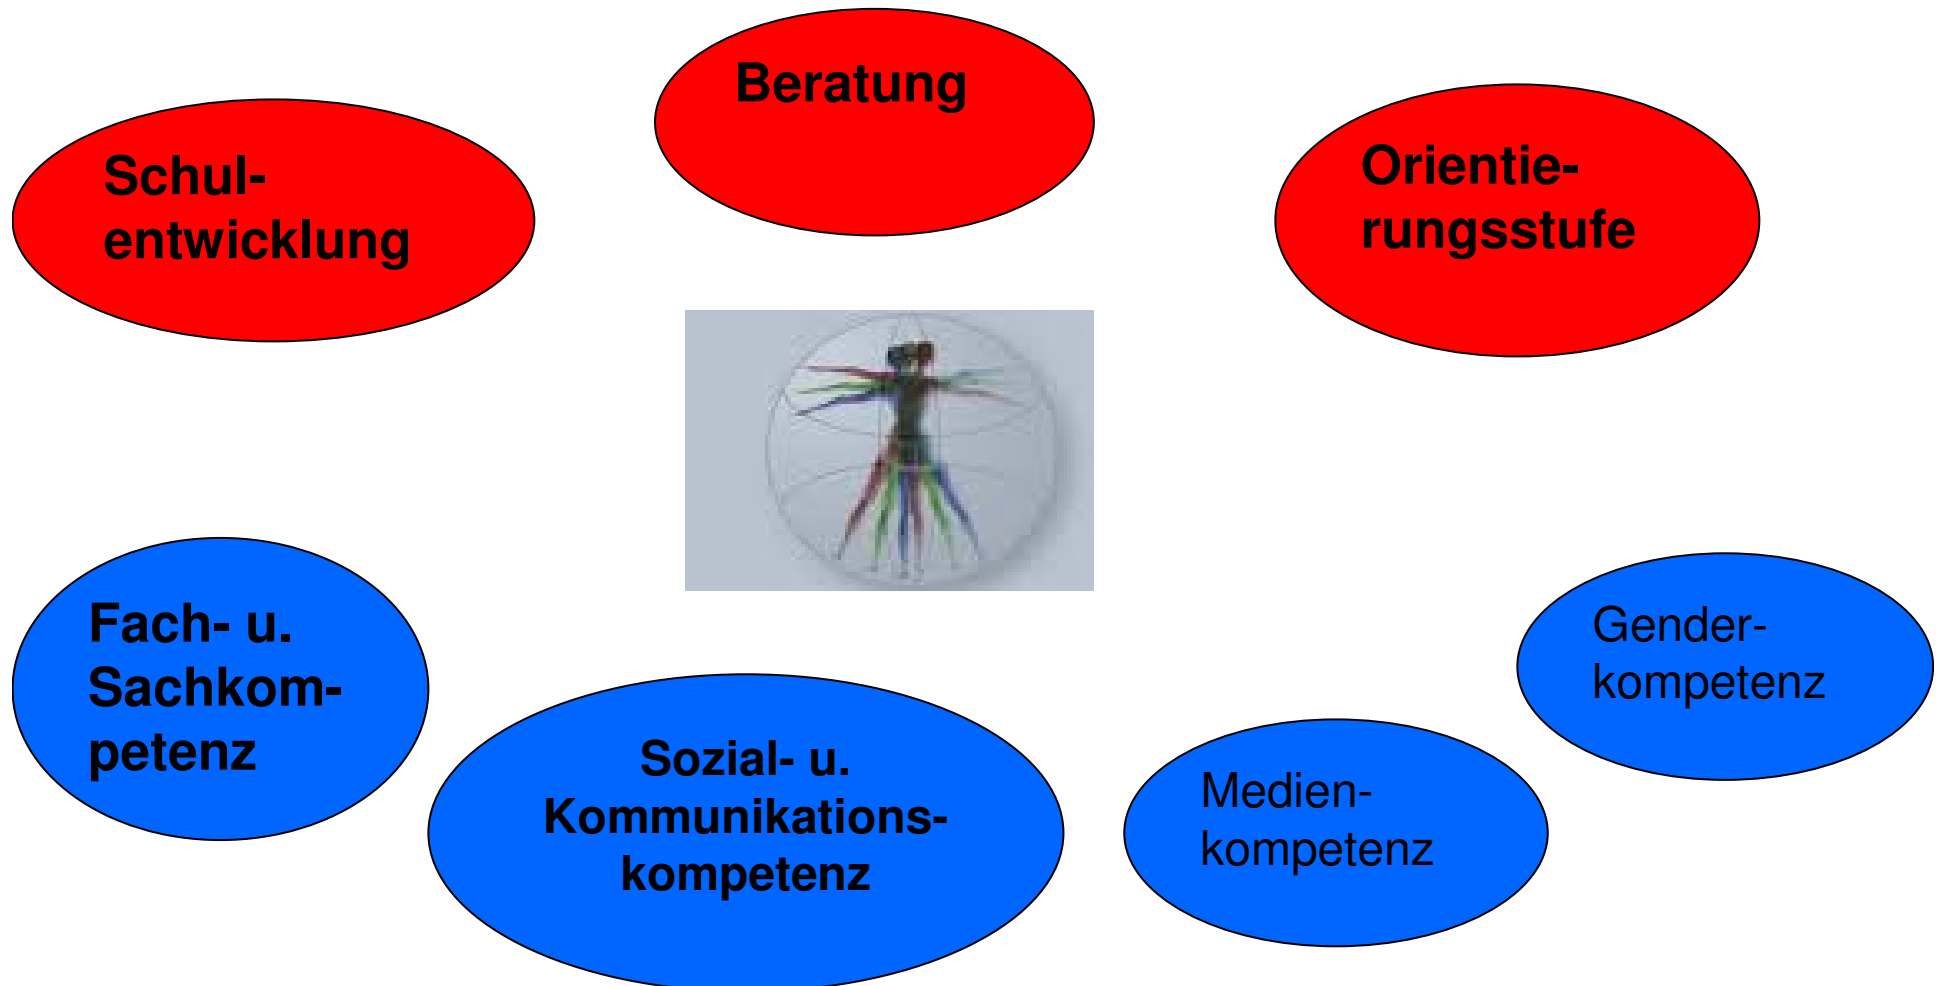 Beratung
Schul-
entwicklung
Orientie-
rungsstufe
Fach- u.
Sachkom-
petenz
Sozial- u.
Kommunikations-
kompetenz
Medien-
kompetenz
Gender-
kompetenz